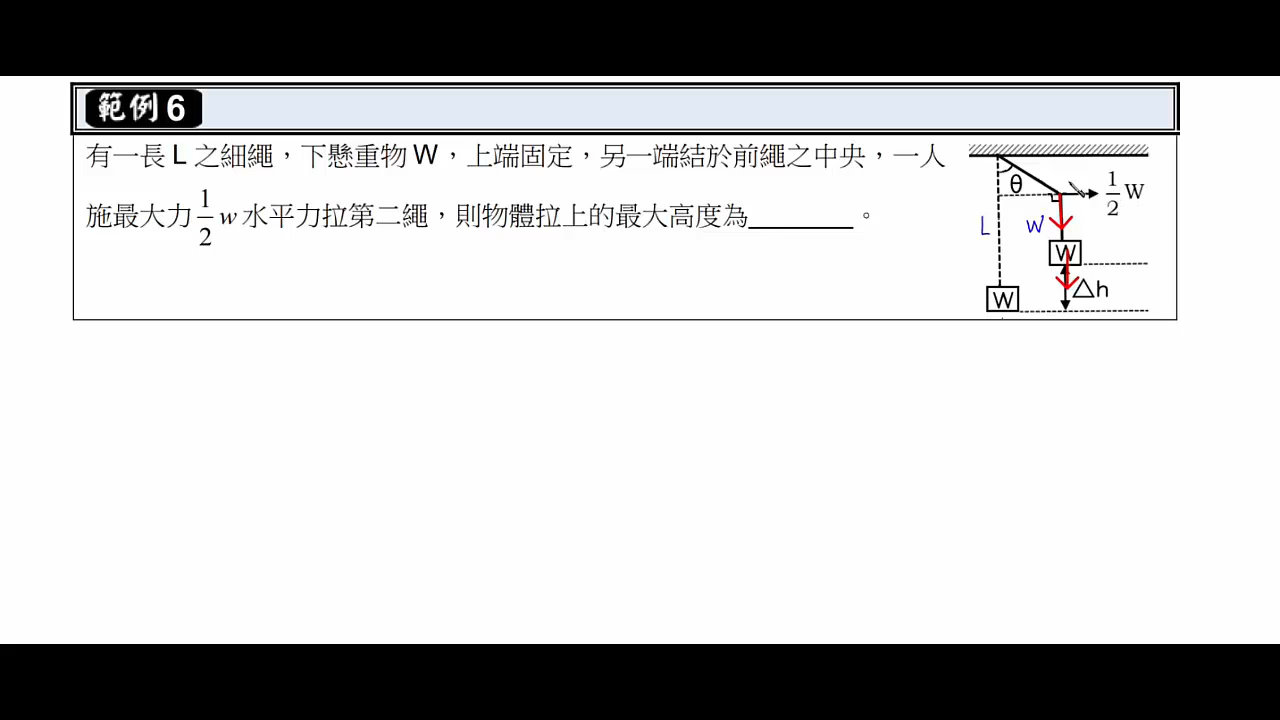 範例 6
有一長 L 之細繩，下懸重物 W，上端固定，另一端結於前繩之中央，一人
施最大力 1/2 w 水平力拉第二繩，則物體拉上的最大高度為________。
θ
1/2 W
L
W
W
W
△h